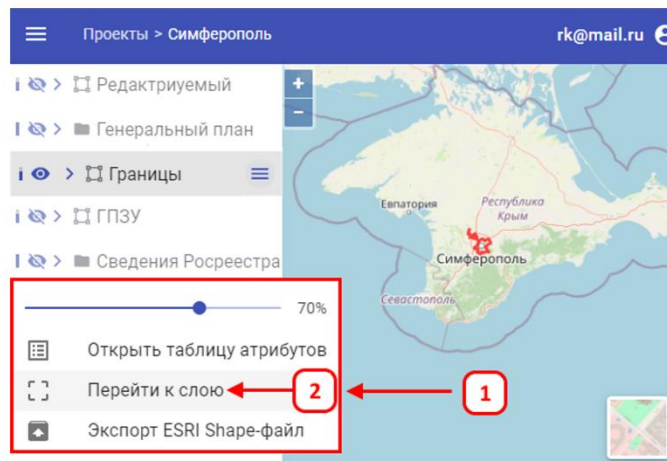 Проекты > Симферополь
rk@mail.ru
i > Редактриуемый
+
I > Генеральный план
−
i > Границы
i > ГПЗУ
I > Сведения Росреестра
Евпатория
Республика
Крым
Симферополь
Севастополь
70%
Открыть таблицу атрибутов
Перейти к слою
2
1
Экспорт ESRI Shape-файл